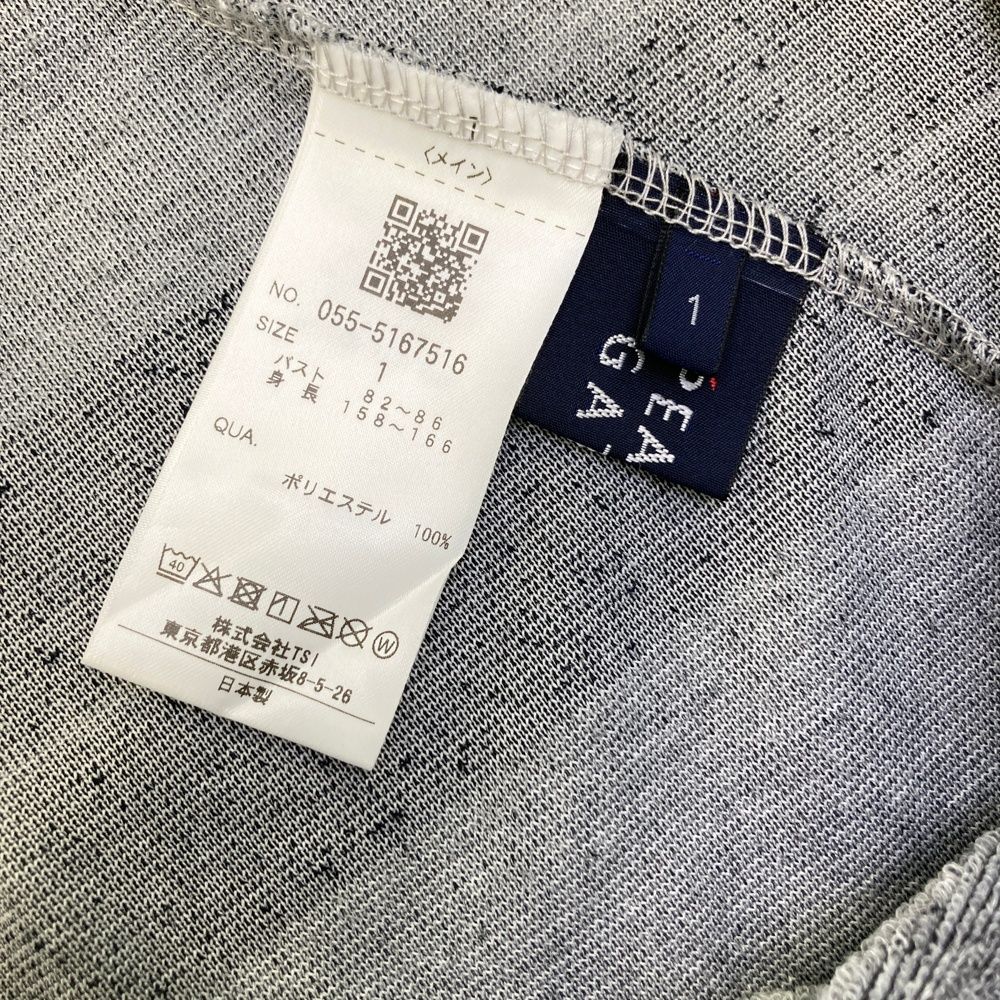 〈メイン〉
NO. 055-5167516
SIZE 1
バスト 82～86
身長 158～166
QUA.
ポリエステル 100%
40
W
株式会社TSI
東京都港区赤坂8-5-26
日本製
1
PEA
GA